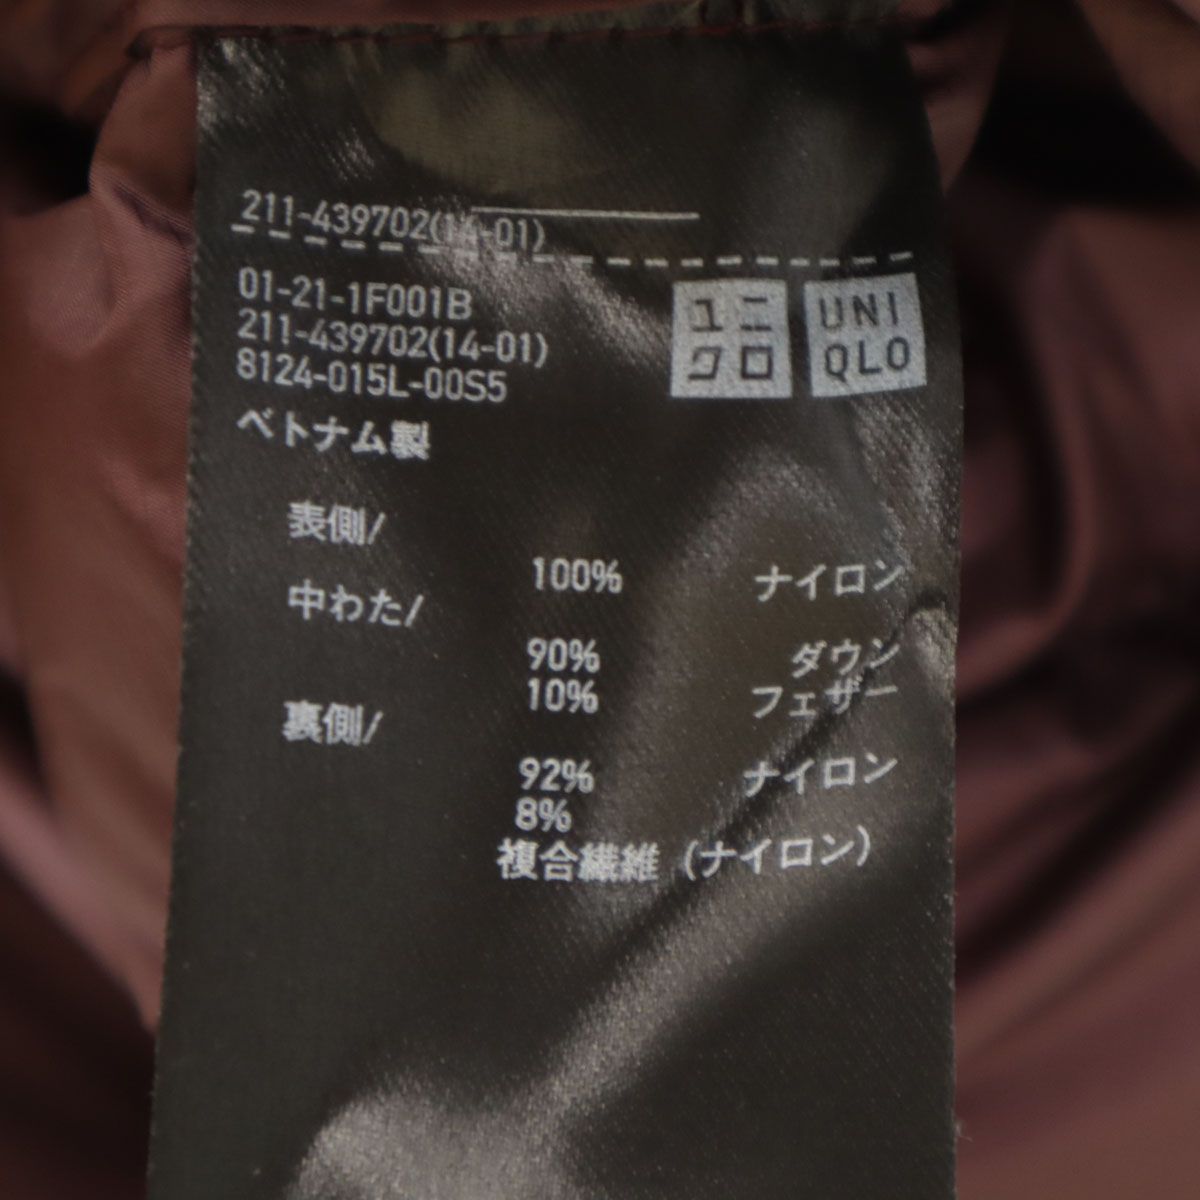 211-439702(14-01)
01-21-1F001B
211-439702(14-01)
8124-015L-00S5
ベトナム製
ユニ
クロ
UNI
QLO
表側/
100% ナイロン
中わた/
90% ダウン
10% フェザー
裏側/
92% ナイロン
8%
複合繊維(ナイロン)